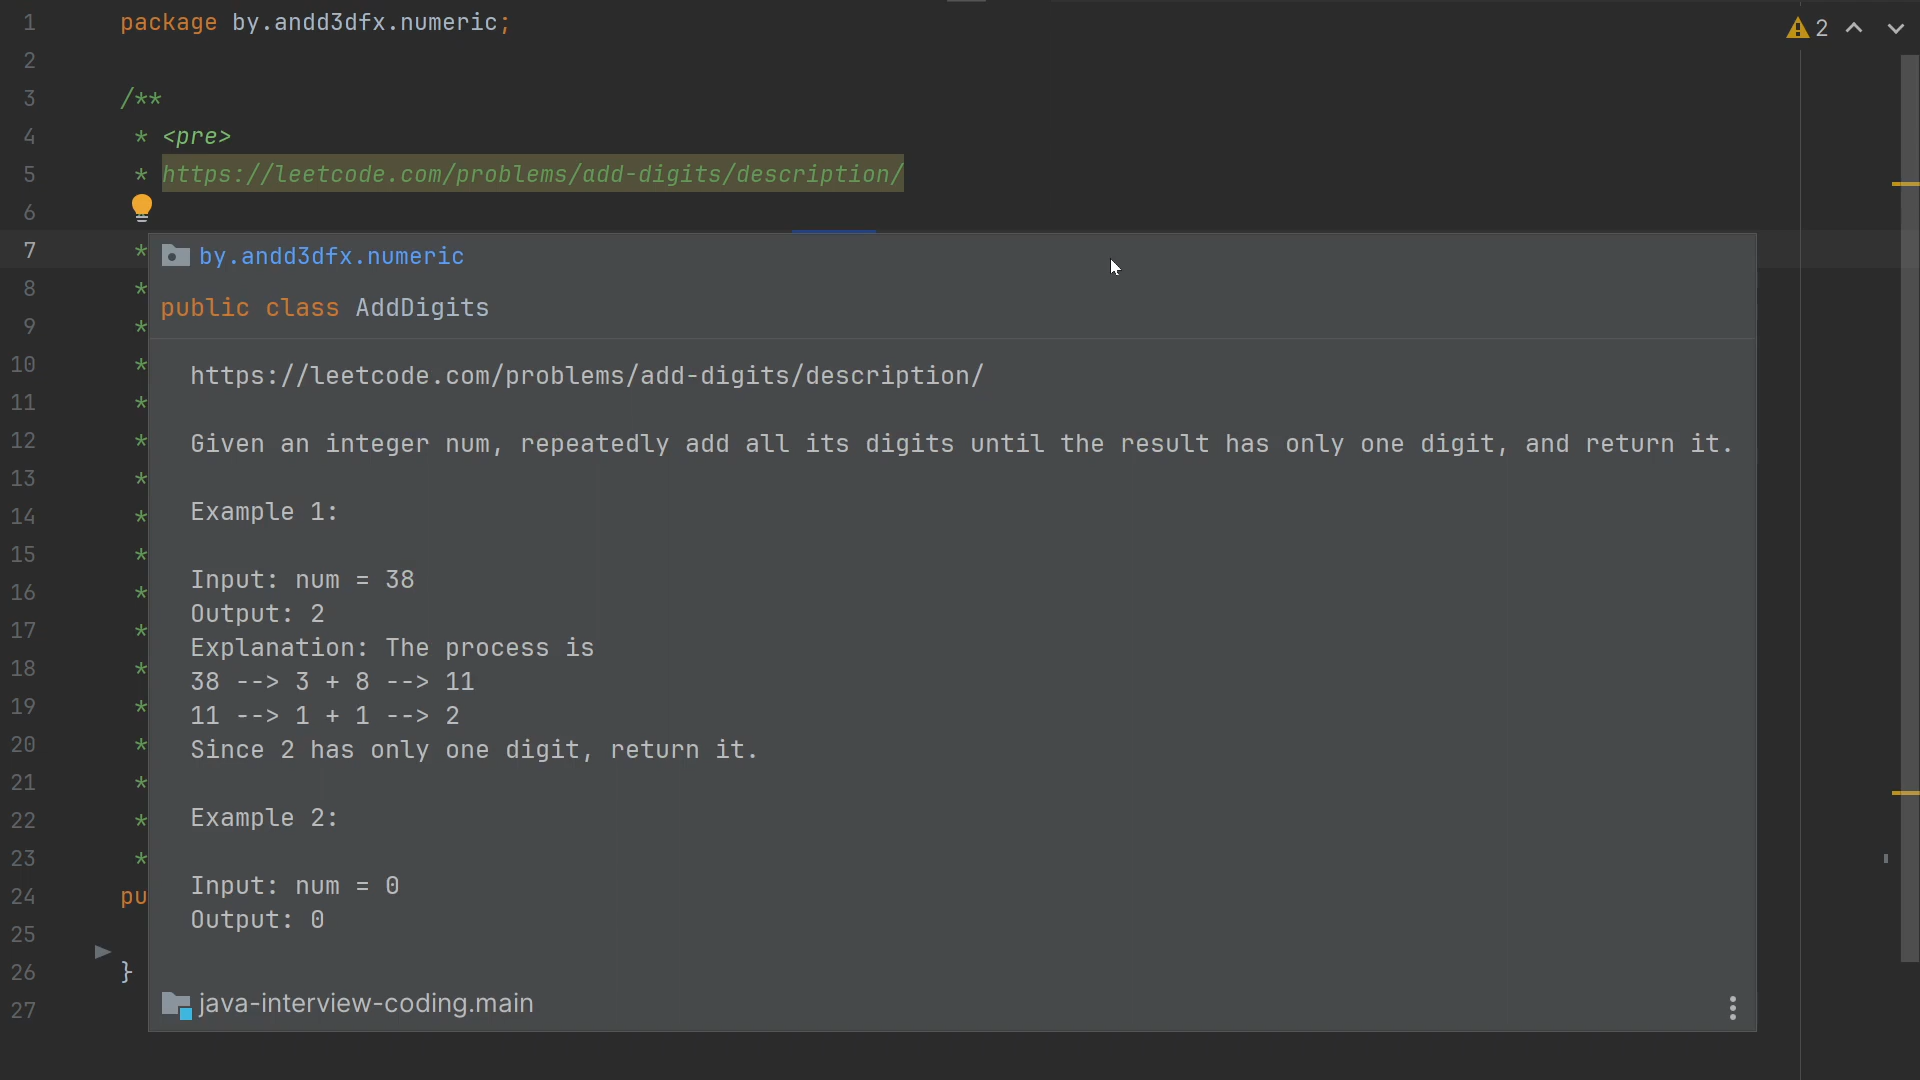 1 package by.andd3dfx.numeric;
2
3 /**
4 * <pre>
5 * https://leetcode.com/problems/add-digits/description/
6
7 * by.andd3dfx.numeric
8 * public class AddDigits
9 *
10 * https://leetcode.com/problems/add-digits/description/
11 *
12 * Given an integer num, repeatedly add all its digits until the result has only one digit, and return it.
13 *
14 * Example 1:
15 *
16 * Input: num = 38
17 * Output: 2
Explanation: The process is
18 * 38 --> 3 + 8 --> 11
19 * 11 --> 1 + 1 --> 2
20 * Since 2 has only one digit, return it.
21 *
22 * Example 2:
23 *
24 pu Input: num = 0
25 Output: 0
26 }
27 java-interview-coding.main
2